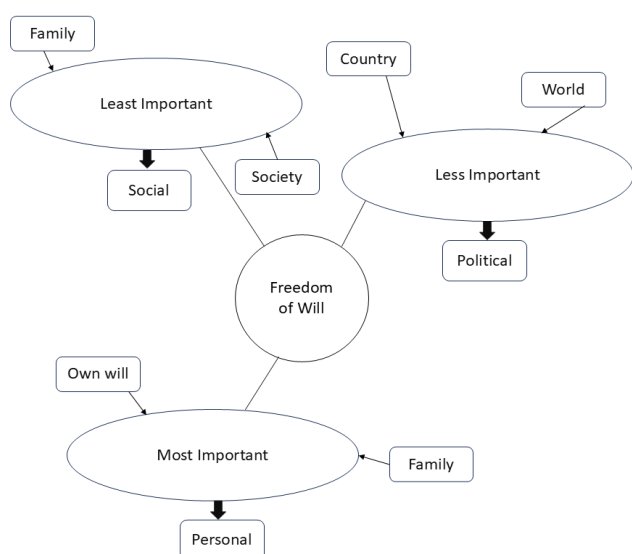 Family
Country
World
Least Important
Less Important
Social
Society
Political
Freedom
of Will
Own will
Most Important
Family
Personal